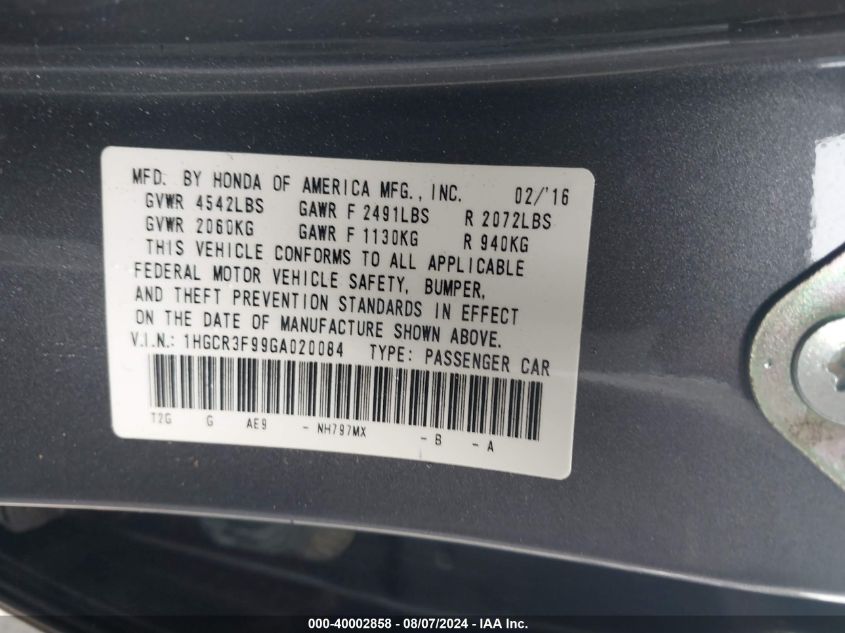 MFD. BY HONDA OF AMERICA MFG., INC. 02/'16
GVWR 4542LBS GAWR F 2491LBS R 2072LBS
GVWR 2060KG GAWR F 1130KG R 940KG
THIS VEHICLE CONFORMS TO ALL APPLICABLE
FEDERAL MOTOR VEHICLE SAFETY, BUMPER,
AND THEFT PREVENTION STANDARDS IN EFFECT
ON THE DATE OF MANUFACTURE SHOWN ABOVE.
V.I.N.: 1HGCR3F99GA020084 TYPE: PASSENGER CAR
T2G G AE9 - NH797MX - B - A
000-40002858 - 08/07/2024 - IAA Inc.